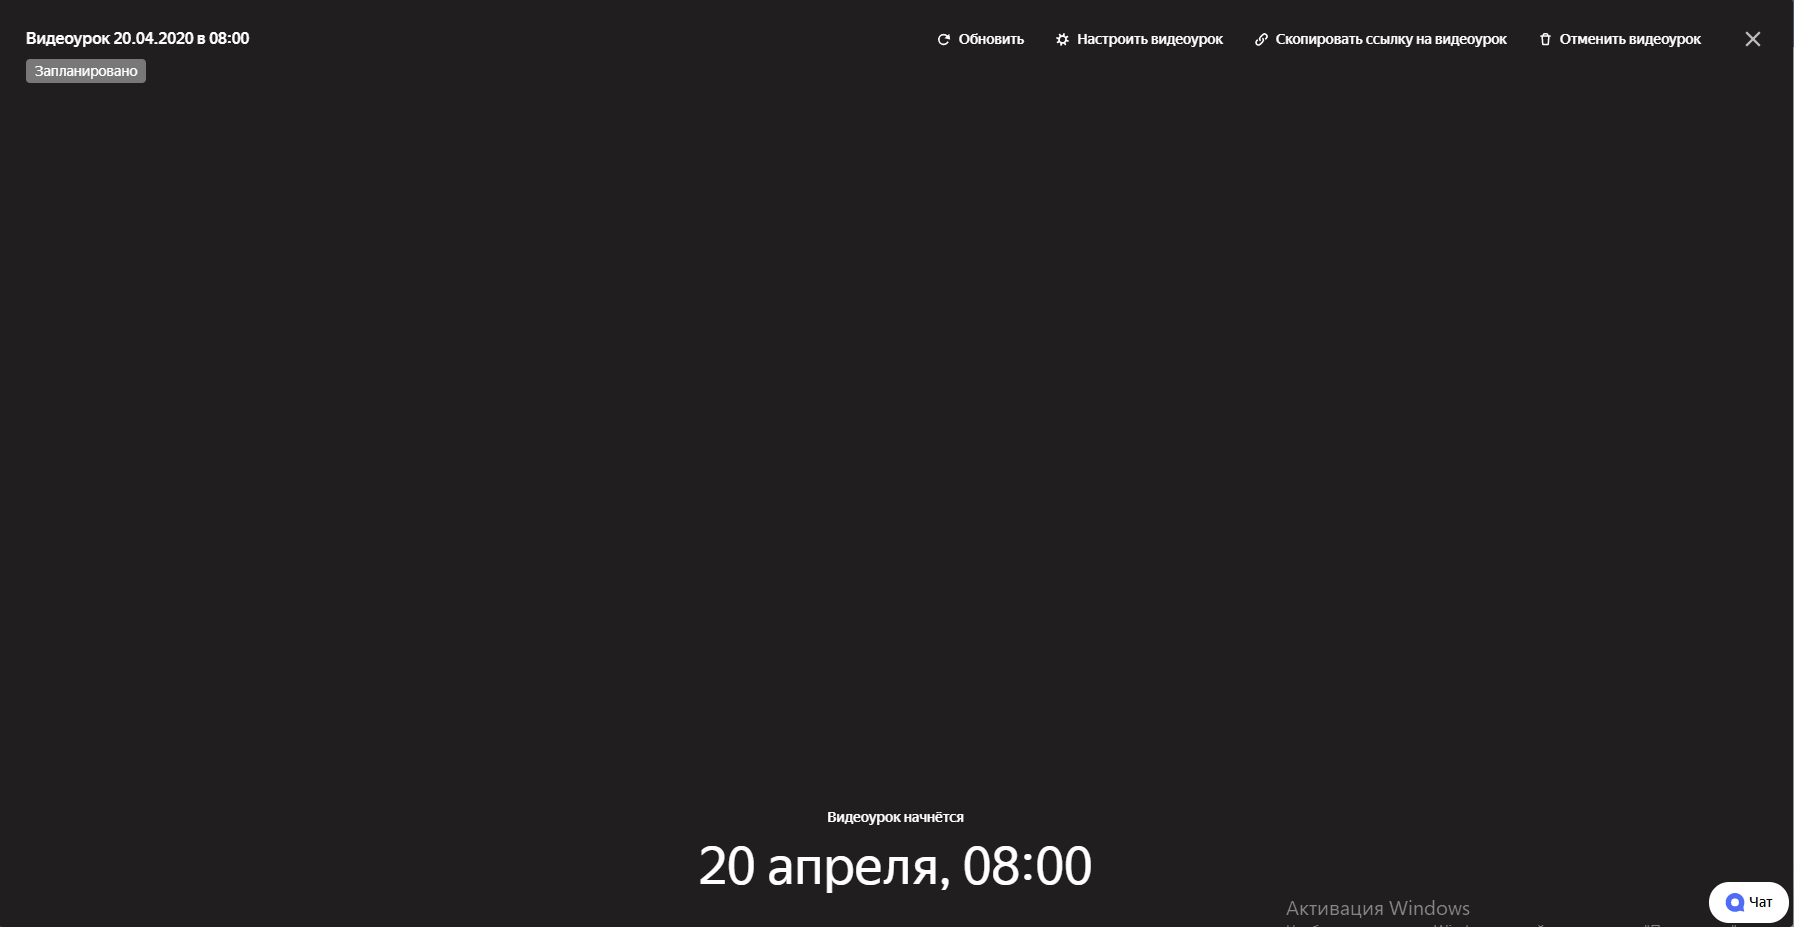 Видеоурок 20.04.2020 в 08:00
Обновить
Настроить видеоурок
Скопировать ссылку на видеоурок
Отменить видеоурок
Запланировано
Видеоурок начнётся
20 апреля, 08:00
Активация Windows
Чат